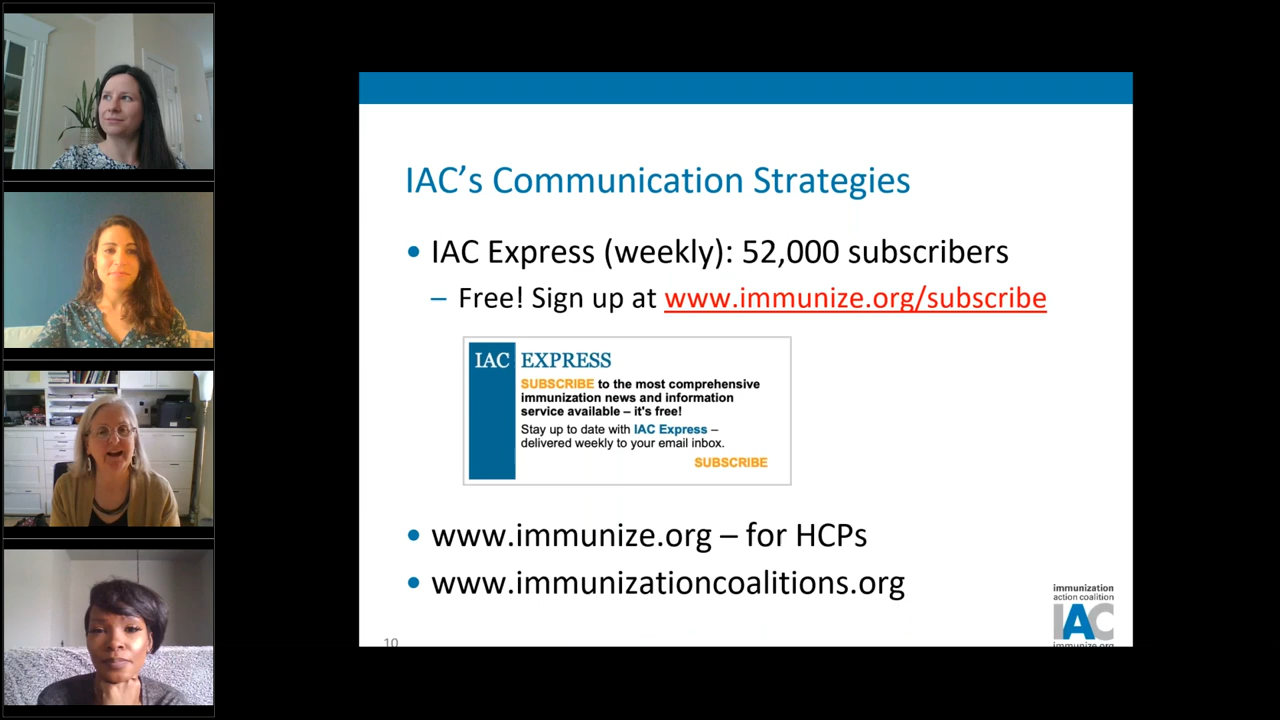 IAC's Communication Strategies
• IAC Express (weekly): 52,000 subscribers
– Free! Sign up at www.immunize.org/subscribe
IAC EXPRESS
SUBSCRIBE to the most comprehensive
immunization news and information
service available – it's free!
Stay up to date with IAC Express –
delivered weekly to your email inbox.
SUBSCRIBE
• www.immunize.org – for HCPs
• www.immunizationcoalitions.org
immunization
action coalition
IAC
immunize.org
10